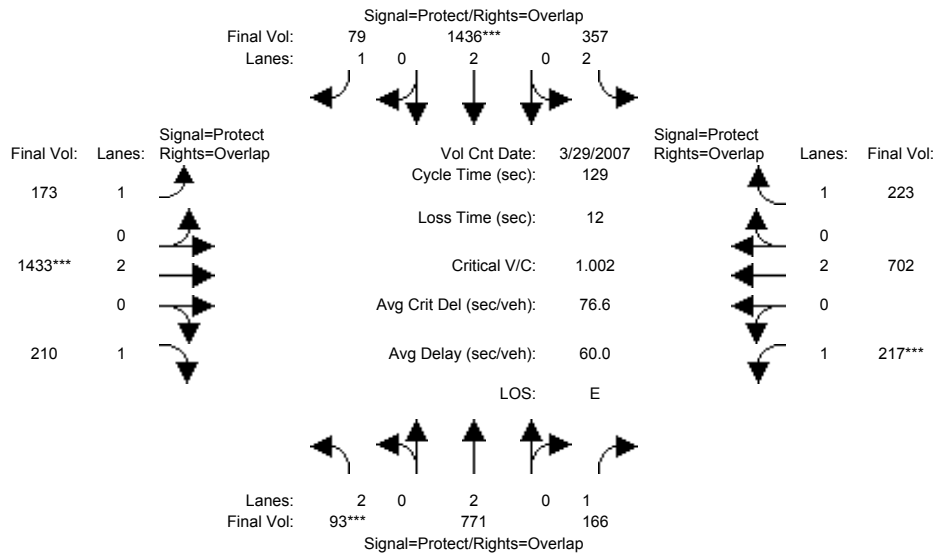 Signal=Protect/Rights=Overlap
Final Vol: 79 1436*** 357
Lanes: 1 0 2 0 2
Signal=Protect
Final Vol: Lanes: Rights=Overlap
Vol Cnt Date: 3/29/2007
Signal=Protect
Rights=Overlap Lanes: Final Vol:
Cycle Time (sec): 129
173 1
1 223
Loss Time (sec): 12
0
0
1433*** 2
Critical V/C: 1.002
2 702
0
Avg Crit Del (sec/veh): 76.6
0
210 1
Avg Delay (sec/veh): 60.0
1 217***
LOS: E
Lanes: 2 0 2 0 1
Final Vol: 93*** 771 166
Signal=Protect/Rights=Overlap